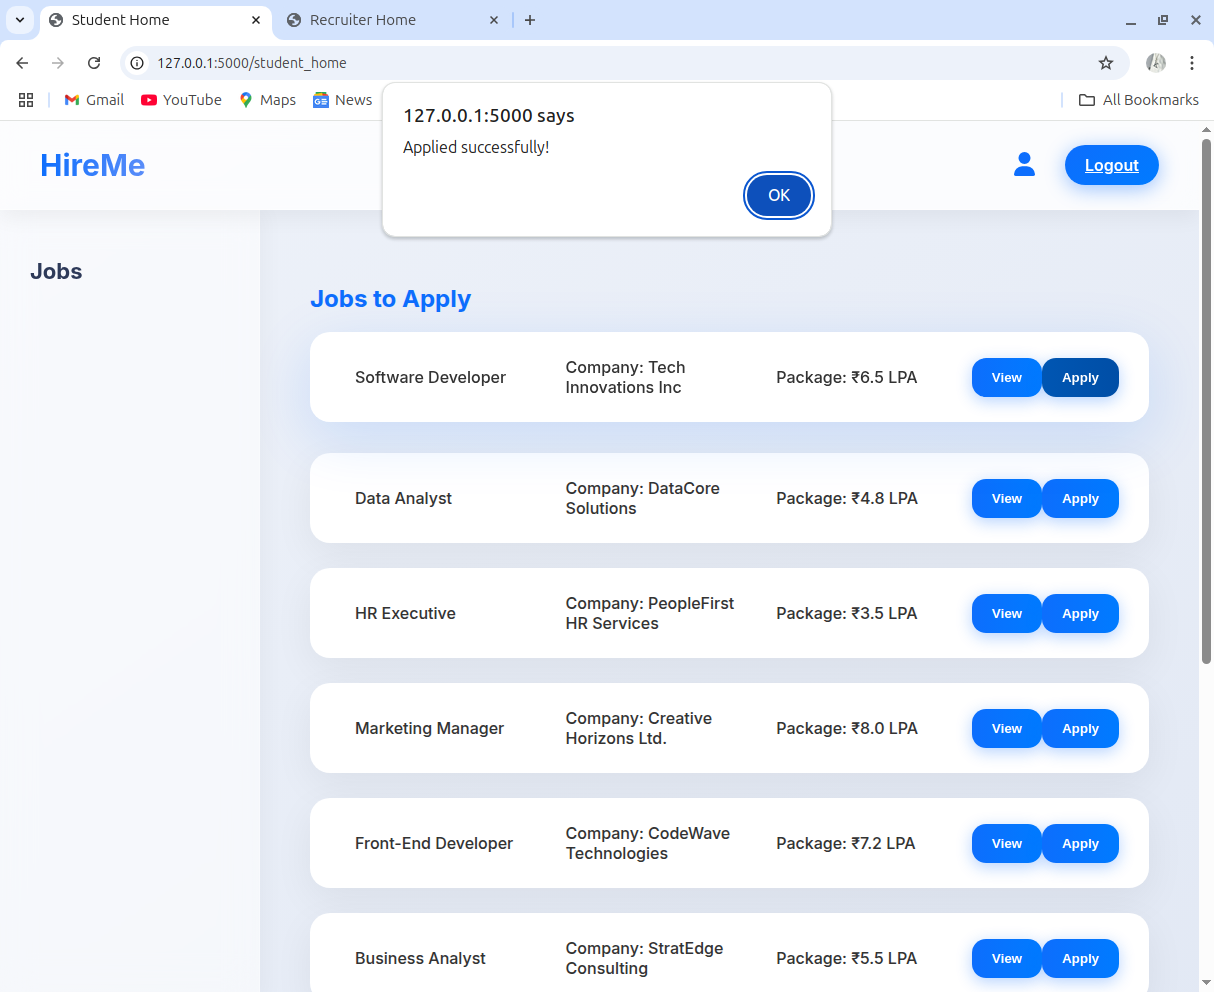 Student Home
Recruiter Home
127.0.0.1:5000/student_home
Gmail
YouTube
Maps
News
All Bookmarks
127.0.0.1:5000 says
Applied successfully!
OK
HireMe
Logout
Jobs
Jobs to Apply
Software Developer
Company: Tech
Innovations Inc
Package: ₹6.5 LPA
View
Apply
Data Analyst
Company: DataCore
Solutions
Package: ₹4.8 LPA
View
Apply
HR Executive
Company: PeopleFirst
HR Services
Package: ₹3.5 LPA
View
Apply
Marketing Manager
Company: Creative
Horizons Ltd.
Package: ₹8.0 LPA
View
Apply
Front-End Developer
Company: CodeWave
Technologies
Package: ₹7.2 LPA
View
Apply
Business Analyst
Company: StratEdge
Consulting
Package: ₹5.5 LPA
View
Apply